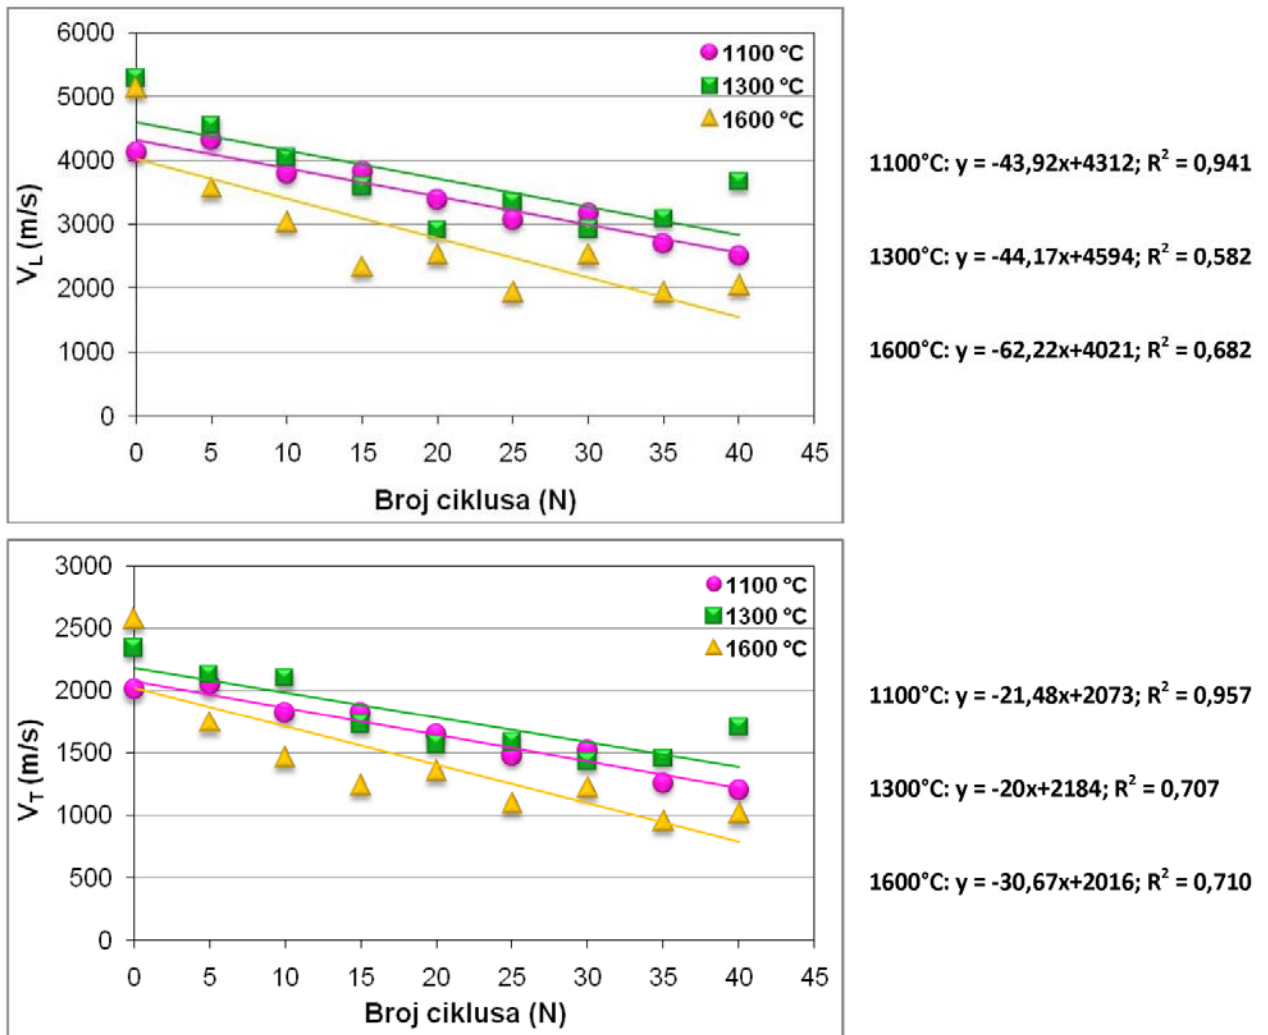 6000
5000
4000
3000
2000
1000
0
V_L (m/s)
1100 °C
1300 °C
1600 °C
0 5 10 15 20 25 30 35 40 45
Broj ciklusa (N)
1100°C: y = -43,92x+4312; R² = 0,941
1300°C: y = -44,17x+4594; R² = 0,582
1600°C: y = -62,22x+4021; R² = 0,682
3000
2500
2000
1500
1000
500
0
V_T (m/s)
1100 °C
1300 °C
1600 °C
0 5 10 15 20 25 30 35 40 45
Broj ciklusa (N)
1100°C: y = -21,48x+2073; R² = 0,957
1300°C: y = -20x+2184; R² = 0,707
1600°C: y = -30,67x+2016; R² = 0,710